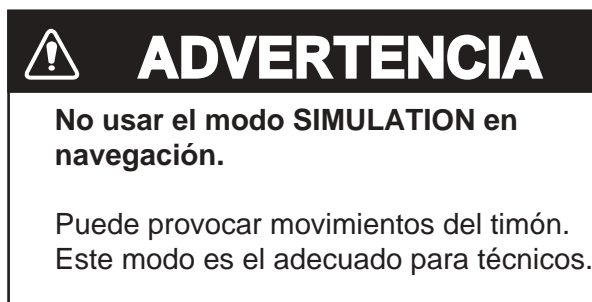 ADVERTENCIA
No usar el modo SIMULATION en
navegación.
Puede provocar movimientos del timón.
Este modo es el adecuado para técnicos.